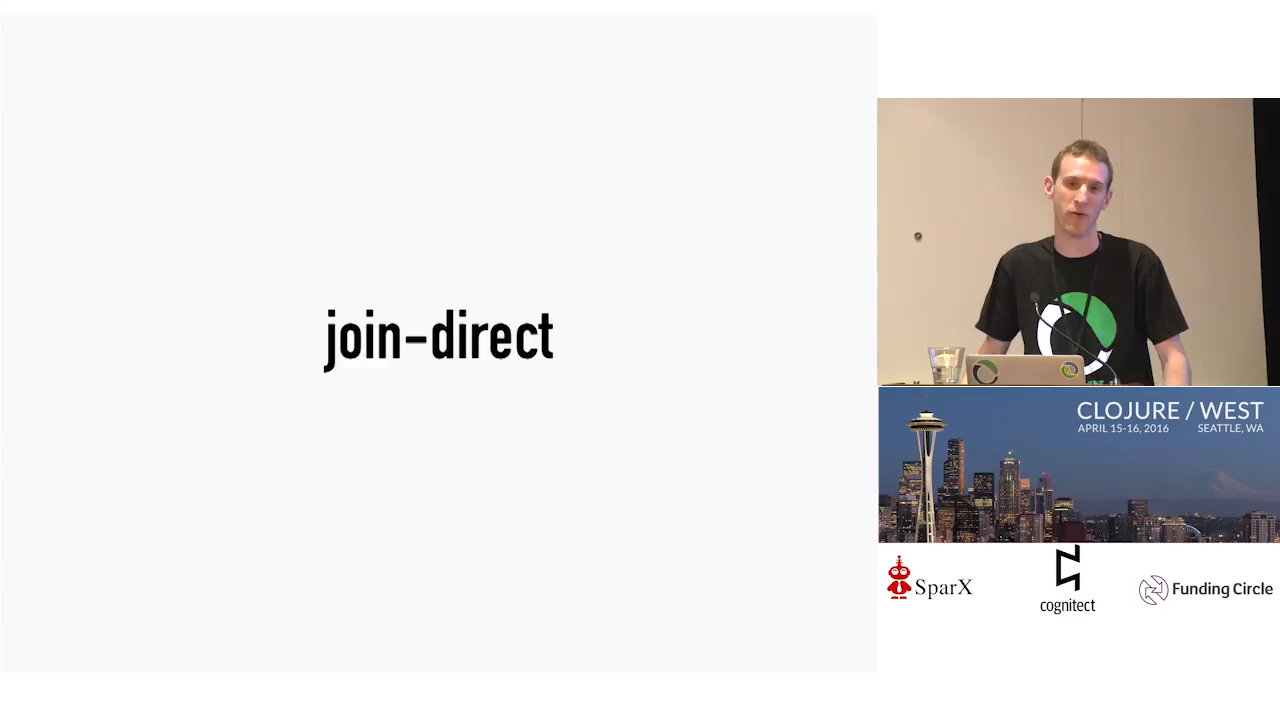 join-direct
CLOJURE / WEST
APRIL 15-16, 2016 SEATTLE, WA
SparX
cognitect
Funding Circle